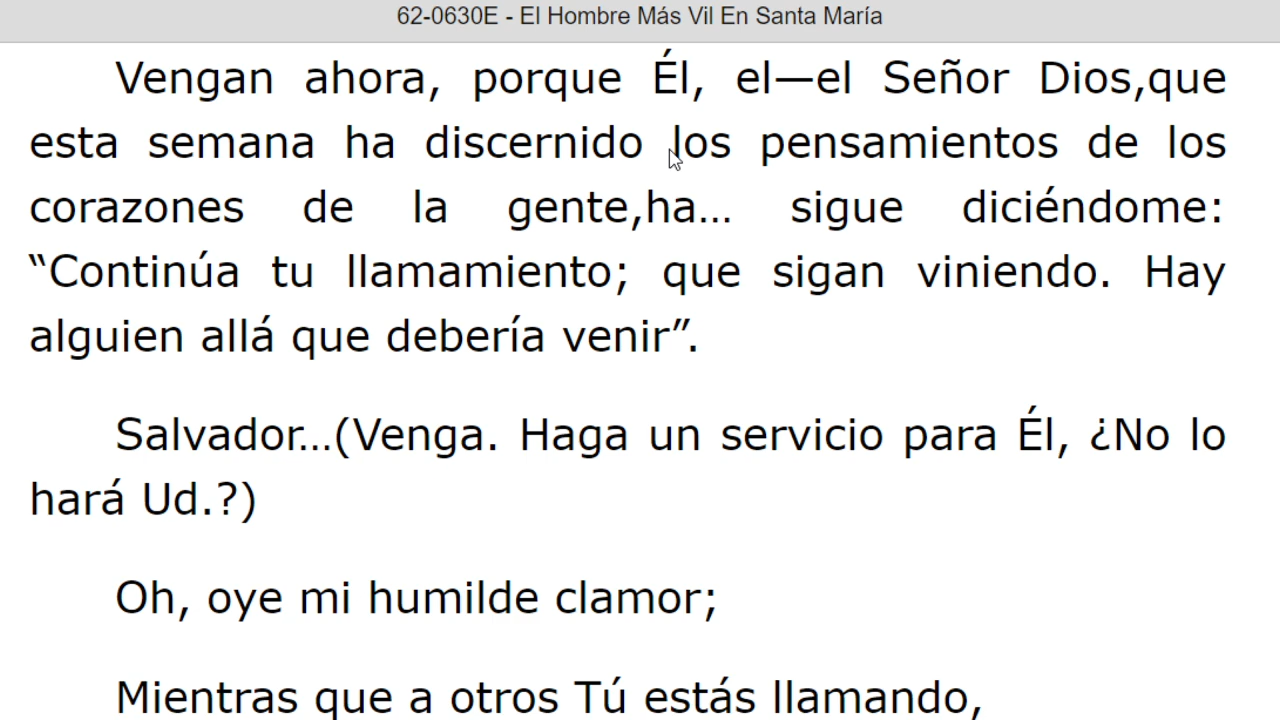 62-0630E - El Hombre Más Vil En Santa María
Vengan ahora, porque Él, el—el Señor Dios,que
esta semana ha discernido los pensamientos de los
corazones de la gente,ha... sigue diciéndome:
“Continúa tu llamamiento; que sigan viniendo. Hay
alguien allá que debería venir”.
Salvador...(Venga. Haga un servicio para Él, ¿No lo
hará Ud.?)
Oh, oye mi humilde clamor;
Mientras que a otros Tú estás llamando,